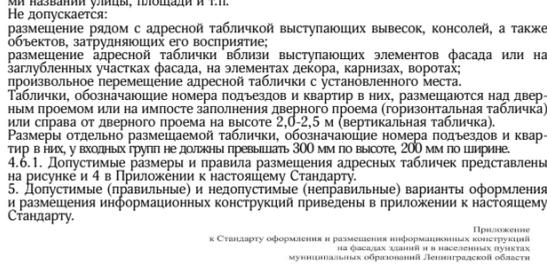 ми названии улицы, площади и т.п.
Не допускается:
размещение рядом с адресной табличкой выступающих вывесок, консолей, а также
объектов, затрудняющих его восприятие;
размещение адресной таблички вблизи выступающих элементов фасада или на
заглубленных участках фасада, на элементах декора, карнизах, воротах;
произвольное перемещение адресной таблички с установленного места.
Таблички, обозначающие номера подъездов и квартир в них, размещаются над двер-
ным проемом или на импосте заполнения дверного проема (горизонтальная табличка)
или справа от дверного проема на высоте 2,0-2,5 м (вертикальная табличка).
Размеры отдельно размещаемой таблички, обозначающие номера подъездов и квар-
тир в них, у входных групп не должны превышать 300 мм по высоте, 200 мм по ширине.
4.6.1. Допустимые размеры и правила размещения адресных табличек представлены
на рисунке и 4 в Приложении к настоящему Стандарту.
5. Допустимые (правильные) и недопустимые (неправильные) варианты оформления
и размещения информационных конструкций приведены в приложении к настоящему
Стандарту.
Приложение
к Стандарту оформления и размещения информационных конструкций
на фасадах зданий и в населенных пунктах
муниципальных образований Ленинградской области